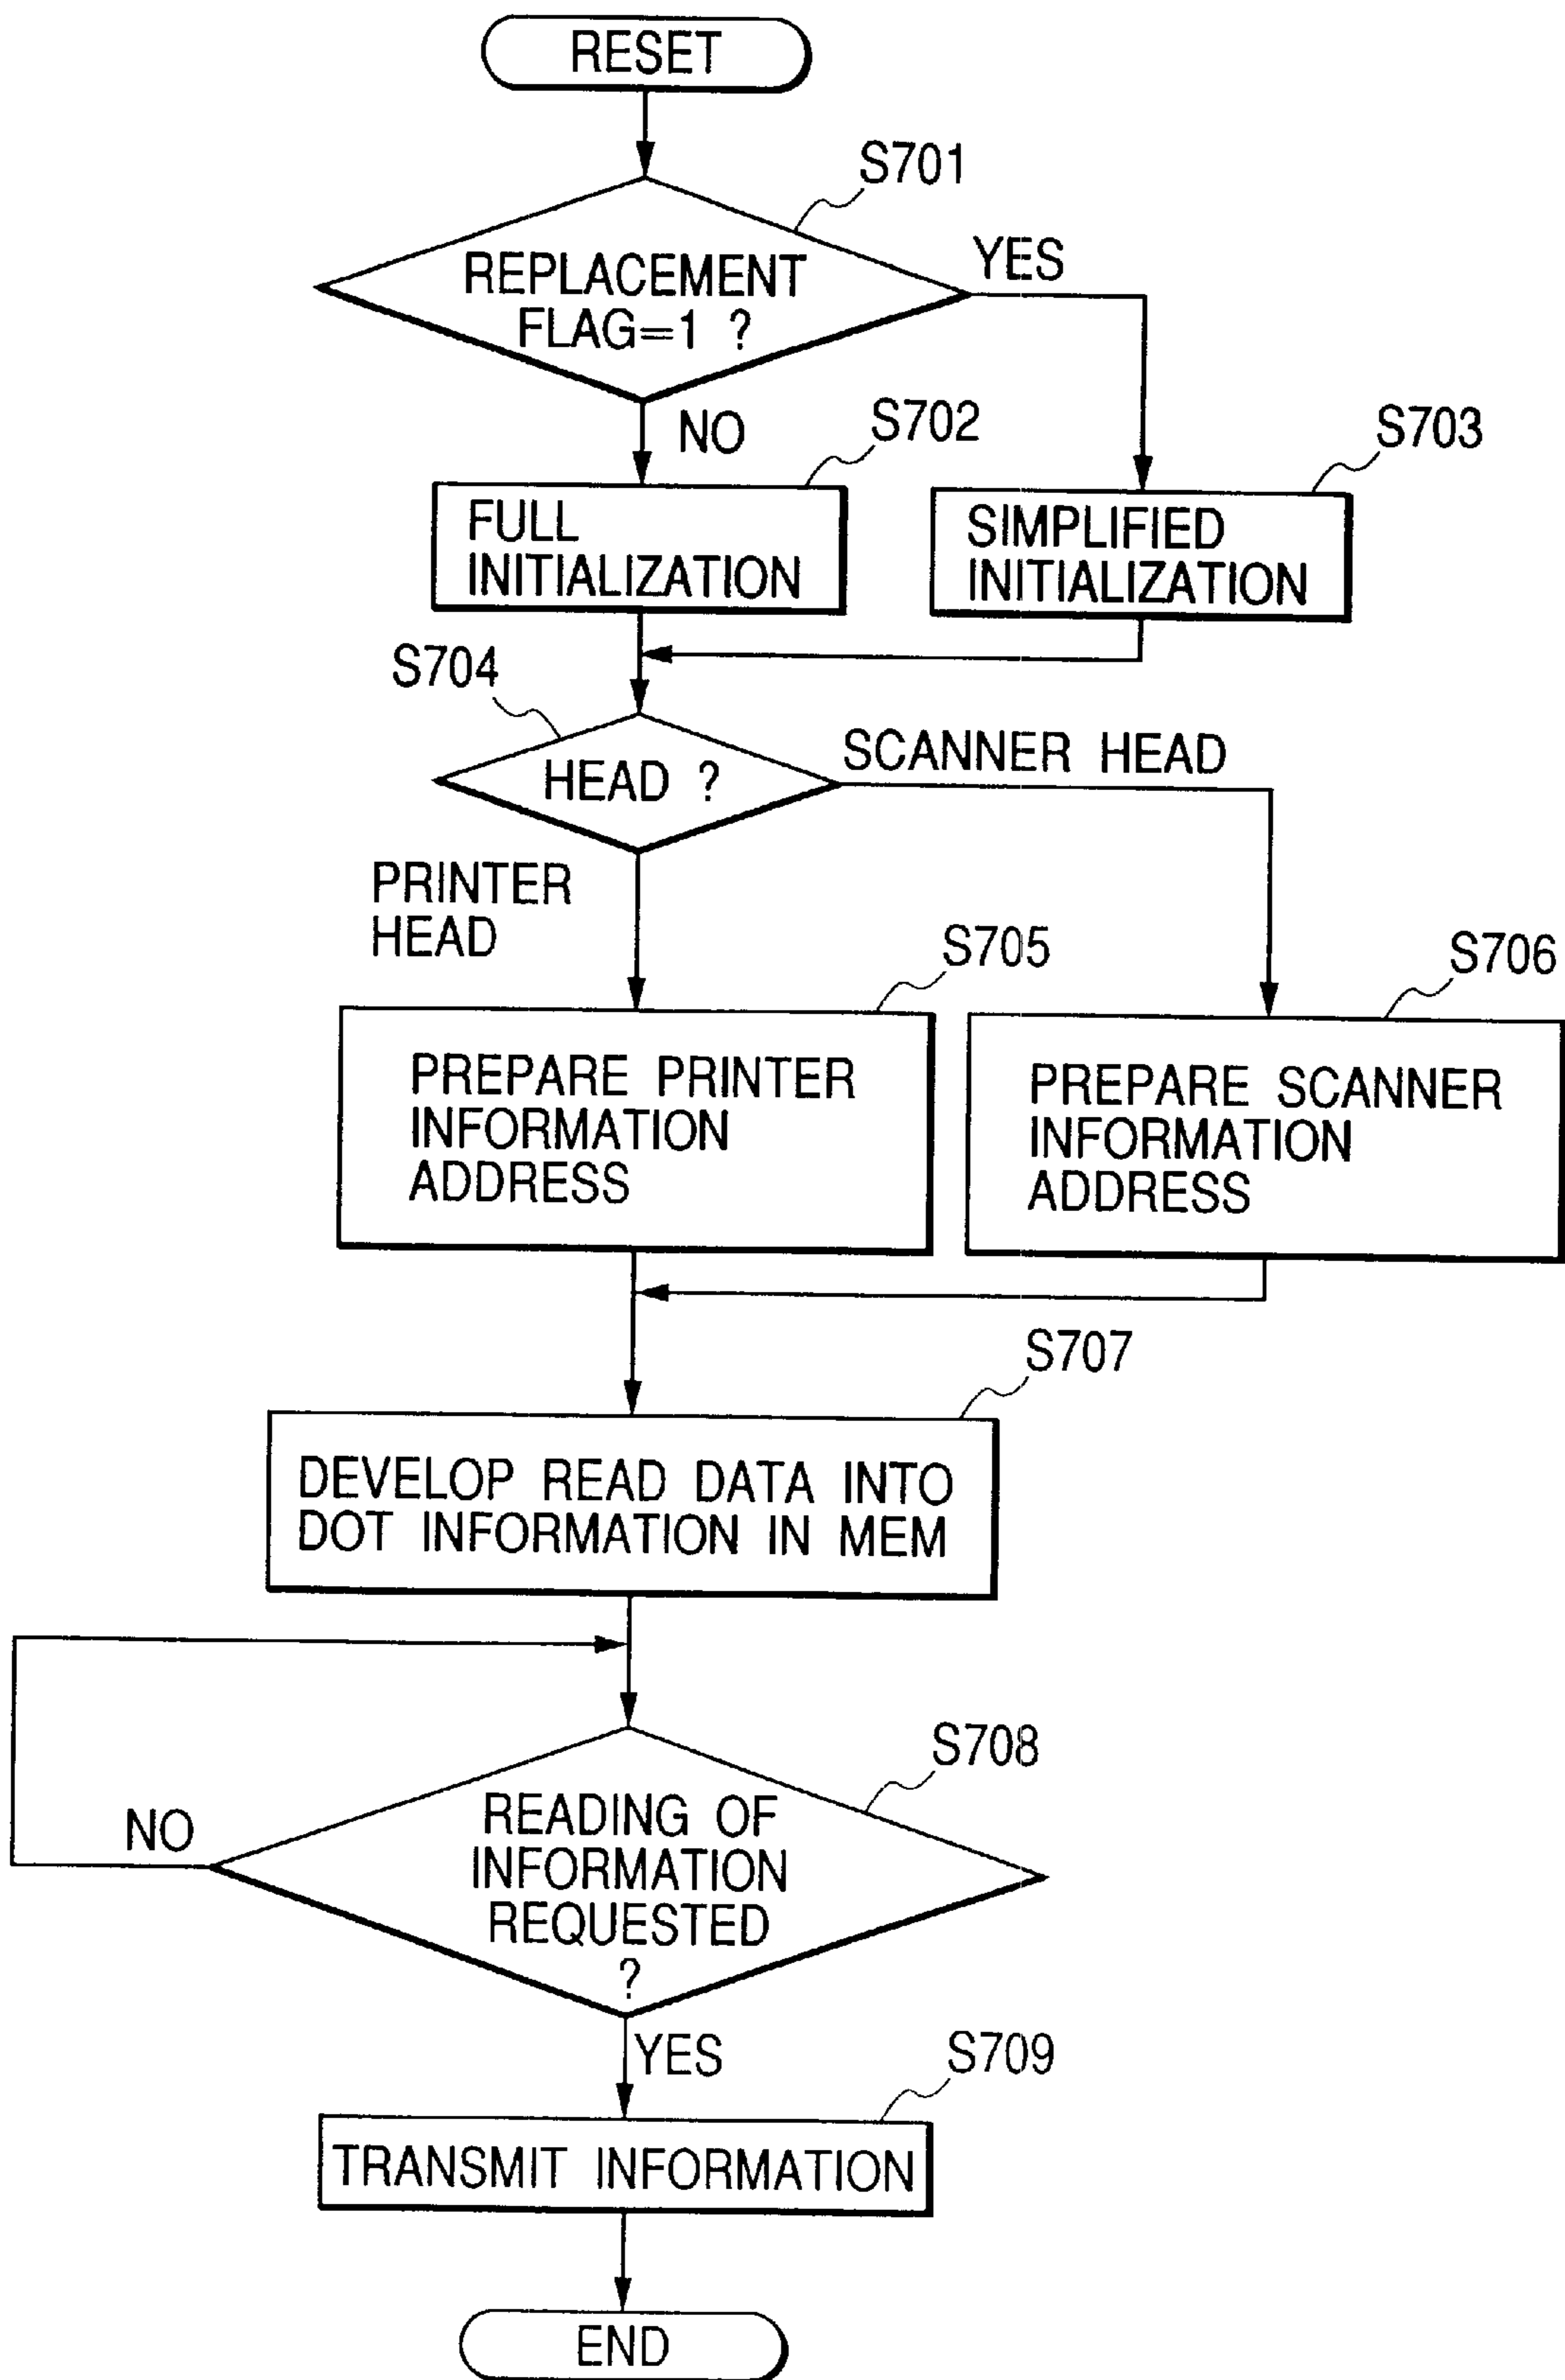 RESET
S701
REPLACEMENT
FLAG=1 ?
YES
NO
S702
S703
FULL
INITIALIZATION
SIMPLIFIED
INITIALIZATION
S704
HEAD ?
SCANNER HEAD
PRINTER
HEAD
S705
S706
PREPARE PRINTER
INFORMATION
ADDRESS
PREPARE SCANNER
INFORMATION
ADDRESS
S707
DEVELOP READ DATA INTO
DOT INFORMATION IN MEM
S708
NO
READING OF
INFORMATION
REQUESTED
?
YES
S709
TRANSMIT INFORMATION
END